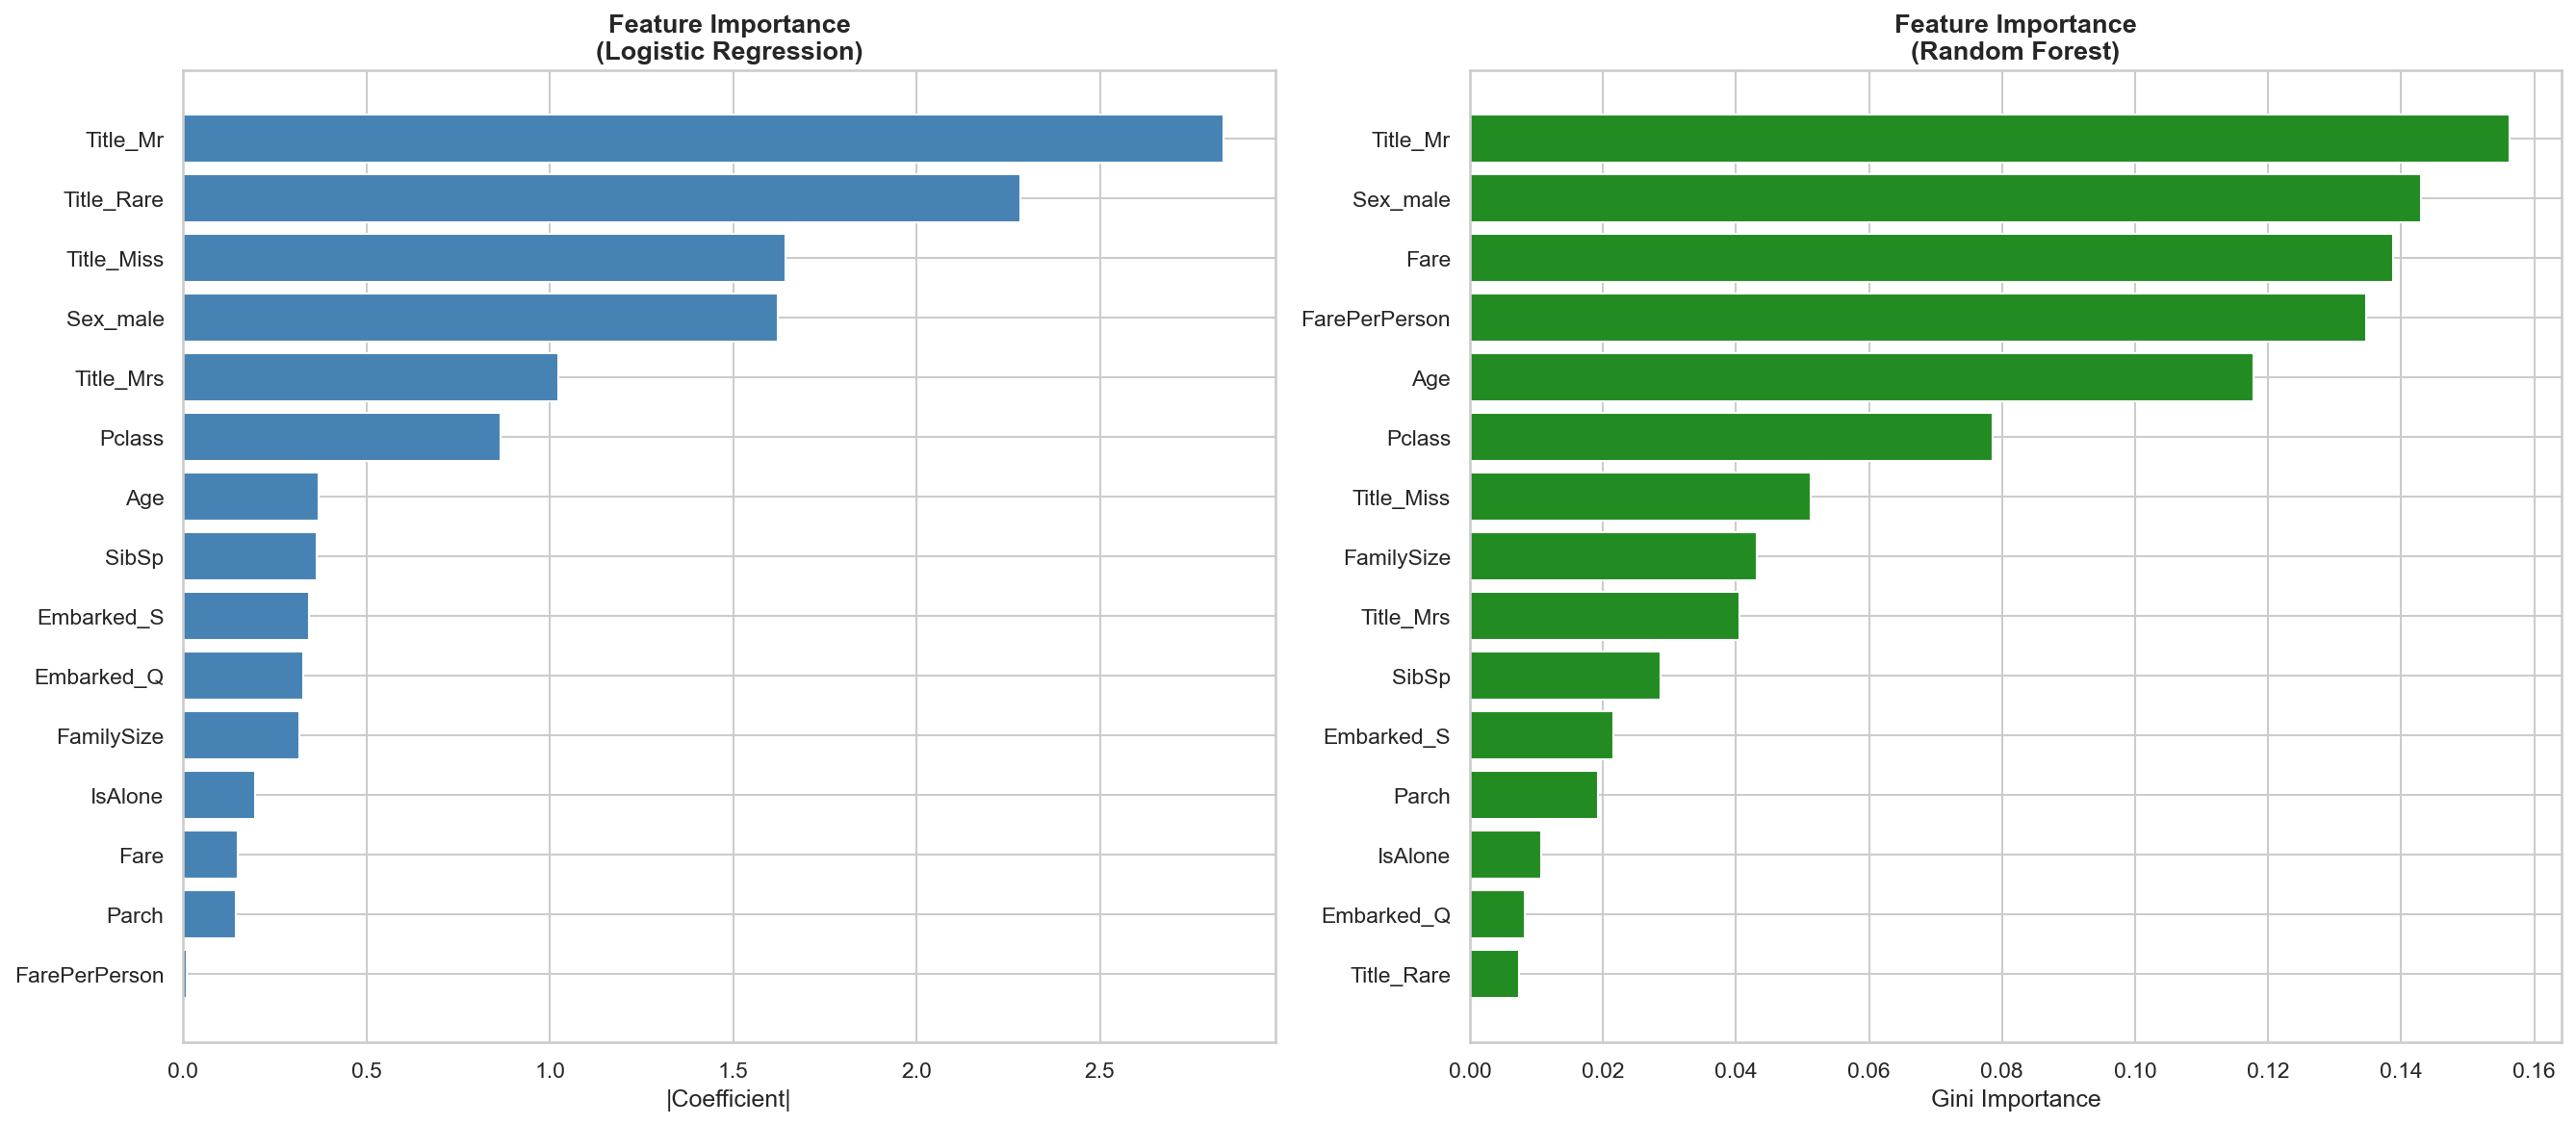 Feature Importance
(Logistic Regression)
Title_Mr
Title_Rare
Title_Miss
Sex_male
Title_Mrs
Pclass
Age
SibSp
Embarked_S
Embarked_Q
FamilySize
IsAlone
Fare
Parch
FarePerPerson
0.0 0.5 1.0 1.5 2.0 2.5
|Coefficient|
Feature Importance
(Random Forest)
Title_Mr
Sex_male
Fare
FarePerPerson
Age
Pclass
Title_Miss
FamilySize
Title_Mrs
SibSp
Embarked_S
Parch
IsAlone
Embarked_Q
Title_Rare
0.00 0.02 0.04 0.06 0.08 0.10 0.12 0.14 0.16
Gini Importance